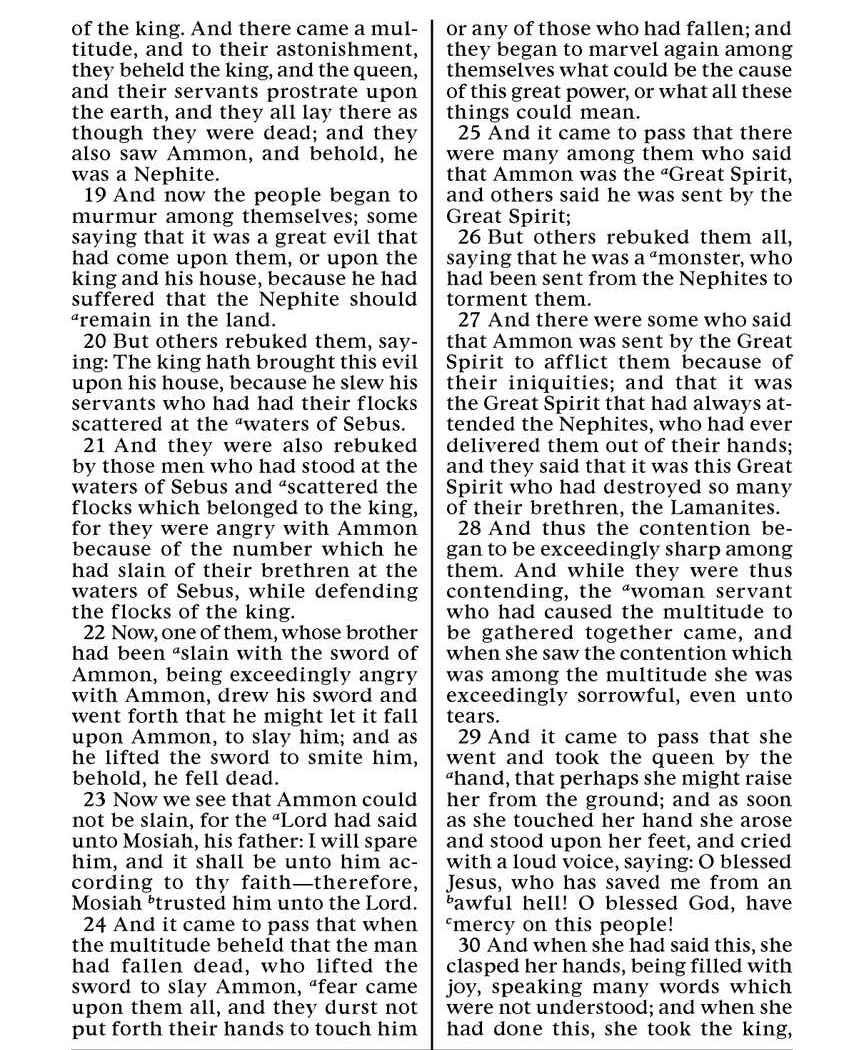 of the king. And there came a mul-
titude, and to their astonishment,
they beheld the king, and the queen,
and their servants prostrate upon
the earth, and they all lay there as
though they were dead; and they
also saw Ammon, and behold, he
was a Nephite.
19 And now the people began to
murmur among themselves; some
saying that it was a great evil that
had come upon them, or upon the
king and his house, because he had
suffered that the Nephite should
aremain in the land.
20 But others rebuked them, say-
ing: The king hath brought this evil
upon his house, because he slew his
servants who had had their flocks
scattered at the awaters of Sebus.
21 And they were also rebuked
by those men who had stood at the
waters of Sebus and ascattered the
flocks which belonged to the king,
for they were angry with Ammon
because of the number which he
had slain of their brethren at the
waters of Sebus, while defending
the flocks of the king.
22 Now, one of them, whose brother
had been aslain with the sword of
Ammon, being exceedingly angry
with Ammon, drew his sword and
went forth that he might let it fall
upon Ammon, to slay him; and as
he lifted the sword to smite him,
behold, he fell dead.
23 Now we see that Ammon could
not be slain, for the aLord had said
unto Mosiah, his father: I will spare
him, and it shall be unto him ac-
cording to thy faith—therefore,
Mosiah btrusted him unto the Lord.
24 And it came to pass that when
the multitude beheld that the man
had fallen dead, who lifted the
sword to slay Ammon, afear came
upon them all, and they durst not
put forth their hands to touch him
or any of those who had fallen; and
they began to marvel again among
themselves what could be the cause
of this great power, or what all these
things could mean.
25 And it came to pass that there
were many among them who said
that Ammon was the aGreat Spirit,
and others said he was sent by the
Great Spirit;
26 But others rebuked them all,
saying that he was a amonster, who
had been sent from the Nephites to
torment them.
27 And there were some who said
that Ammon was sent by the Great
Spirit to afflict them because of
their iniquities; and that it was
the Great Spirit that had always at-
tended the Nephites, who had ever
delivered them out of their hands;
and they said that it was this Great
Spirit who had destroyed so many
of their brethren, the Lamanites.
28 And thus the contention be-
gan to be exceedingly sharp among
them. And while they were thus
contending, the awoman servant
who had caused the multitude to
be gathered together came, and
when she saw the contention which
was among the multitude she was
exceedingly sorrowful, even unto
tears.
29 And it came to pass that she
went and took the queen by the
ahand, that perhaps she might raise
her from the ground; and as soon
as she touched her hand she arose
and stood upon her feet, and cried
with a loud voice, saying: O blessed
Jesus, who has saved me from an
bawful hell! O blessed God, have
cmercy on this people!
30 And when she had said this, she
clasped her hands, being filled with
joy, speaking many words which
were not understood; and when she
had done this, she took the king,